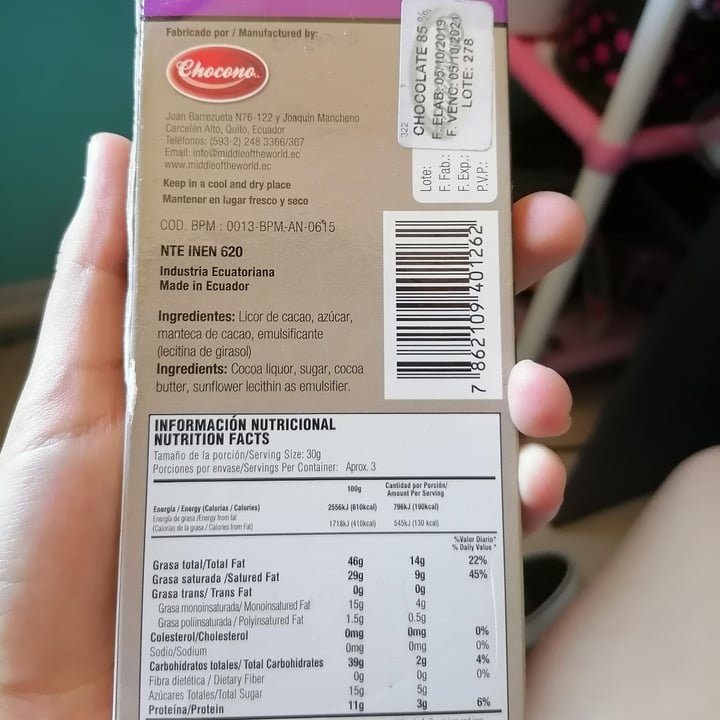 Fabricado por / Manufactured by:
Chocono
Juan Barrezueta N76-122 y Joaquín Mancheno
Carcelén Alto, Quito, Ecuador
Teléfonos: (593-2) 248 3366/367
Email: info@middleoftheworld.ec
www.middleoftheworld.ec
Keep in a cool and dry place
Mantener en lugar fresco y seco
COD. BPM : 0013-BPM-AN-0615
NTE INEN 620
Industria Ecuatoriana
Made in Ecuador
Ingredientes: Licor de cacao, azúcar,
manteca de cacao, emulsificante
(lecitina de girasol)
Ingredients: Cocoa liquor, sugar, cocoa
butter, sunflower lecithin as emulsifier.
322
CHOCOLATE 85 %
F. ELAB: 05/10/2019
F. VENC: 05/10/2021
LOTE: 278
Lote:
F. Fab.:
F. Exp.:
P.V.P.:
7 862109 401262
INFORMACIÓN NUTRICIONAL
NUTRITION FACTS
Tamaño de la porción/Serving Size: 30g
Porciones por envase/Servings Per Container: Aprox. 3
100g Cantidad por Porción/
Amount Per Serving
Energía / Energy (Calorías / Calories) 2556kJ (610kcal) 796kJ (190kcal)
Energía de grasa /Energy from fat
(Calorías de la grasa / Calories from Fat) 1718kJ (410kcal) 545kJ (130 kcal)
%Valor Diario*
% Daily Value *
Grasa total/Total Fat 46g 14g 22%
Grasa saturada /Satured Fat 29g 9g 45%
Grasa trans/ Trans Fat 0g 0g
Grasa monoinsaturada/ Monoinsatured Fat 15g 4g
Grasa poliinsaturada / Polyinsatured Fat 1.5g 0.5g
Colesterol/Cholesterol 0mg 0mg 0%
Sodio/Sodium 0mg 0mg 0%
Carbohidratos totales/ Total Carbohidrates 39g 2g 4%
Fibra dietética / Dietary Fiber 0g 0g 0%
Azúcares Totales/Total Sugar 15g 5g
Proteína/Protein 11g 3g 6%